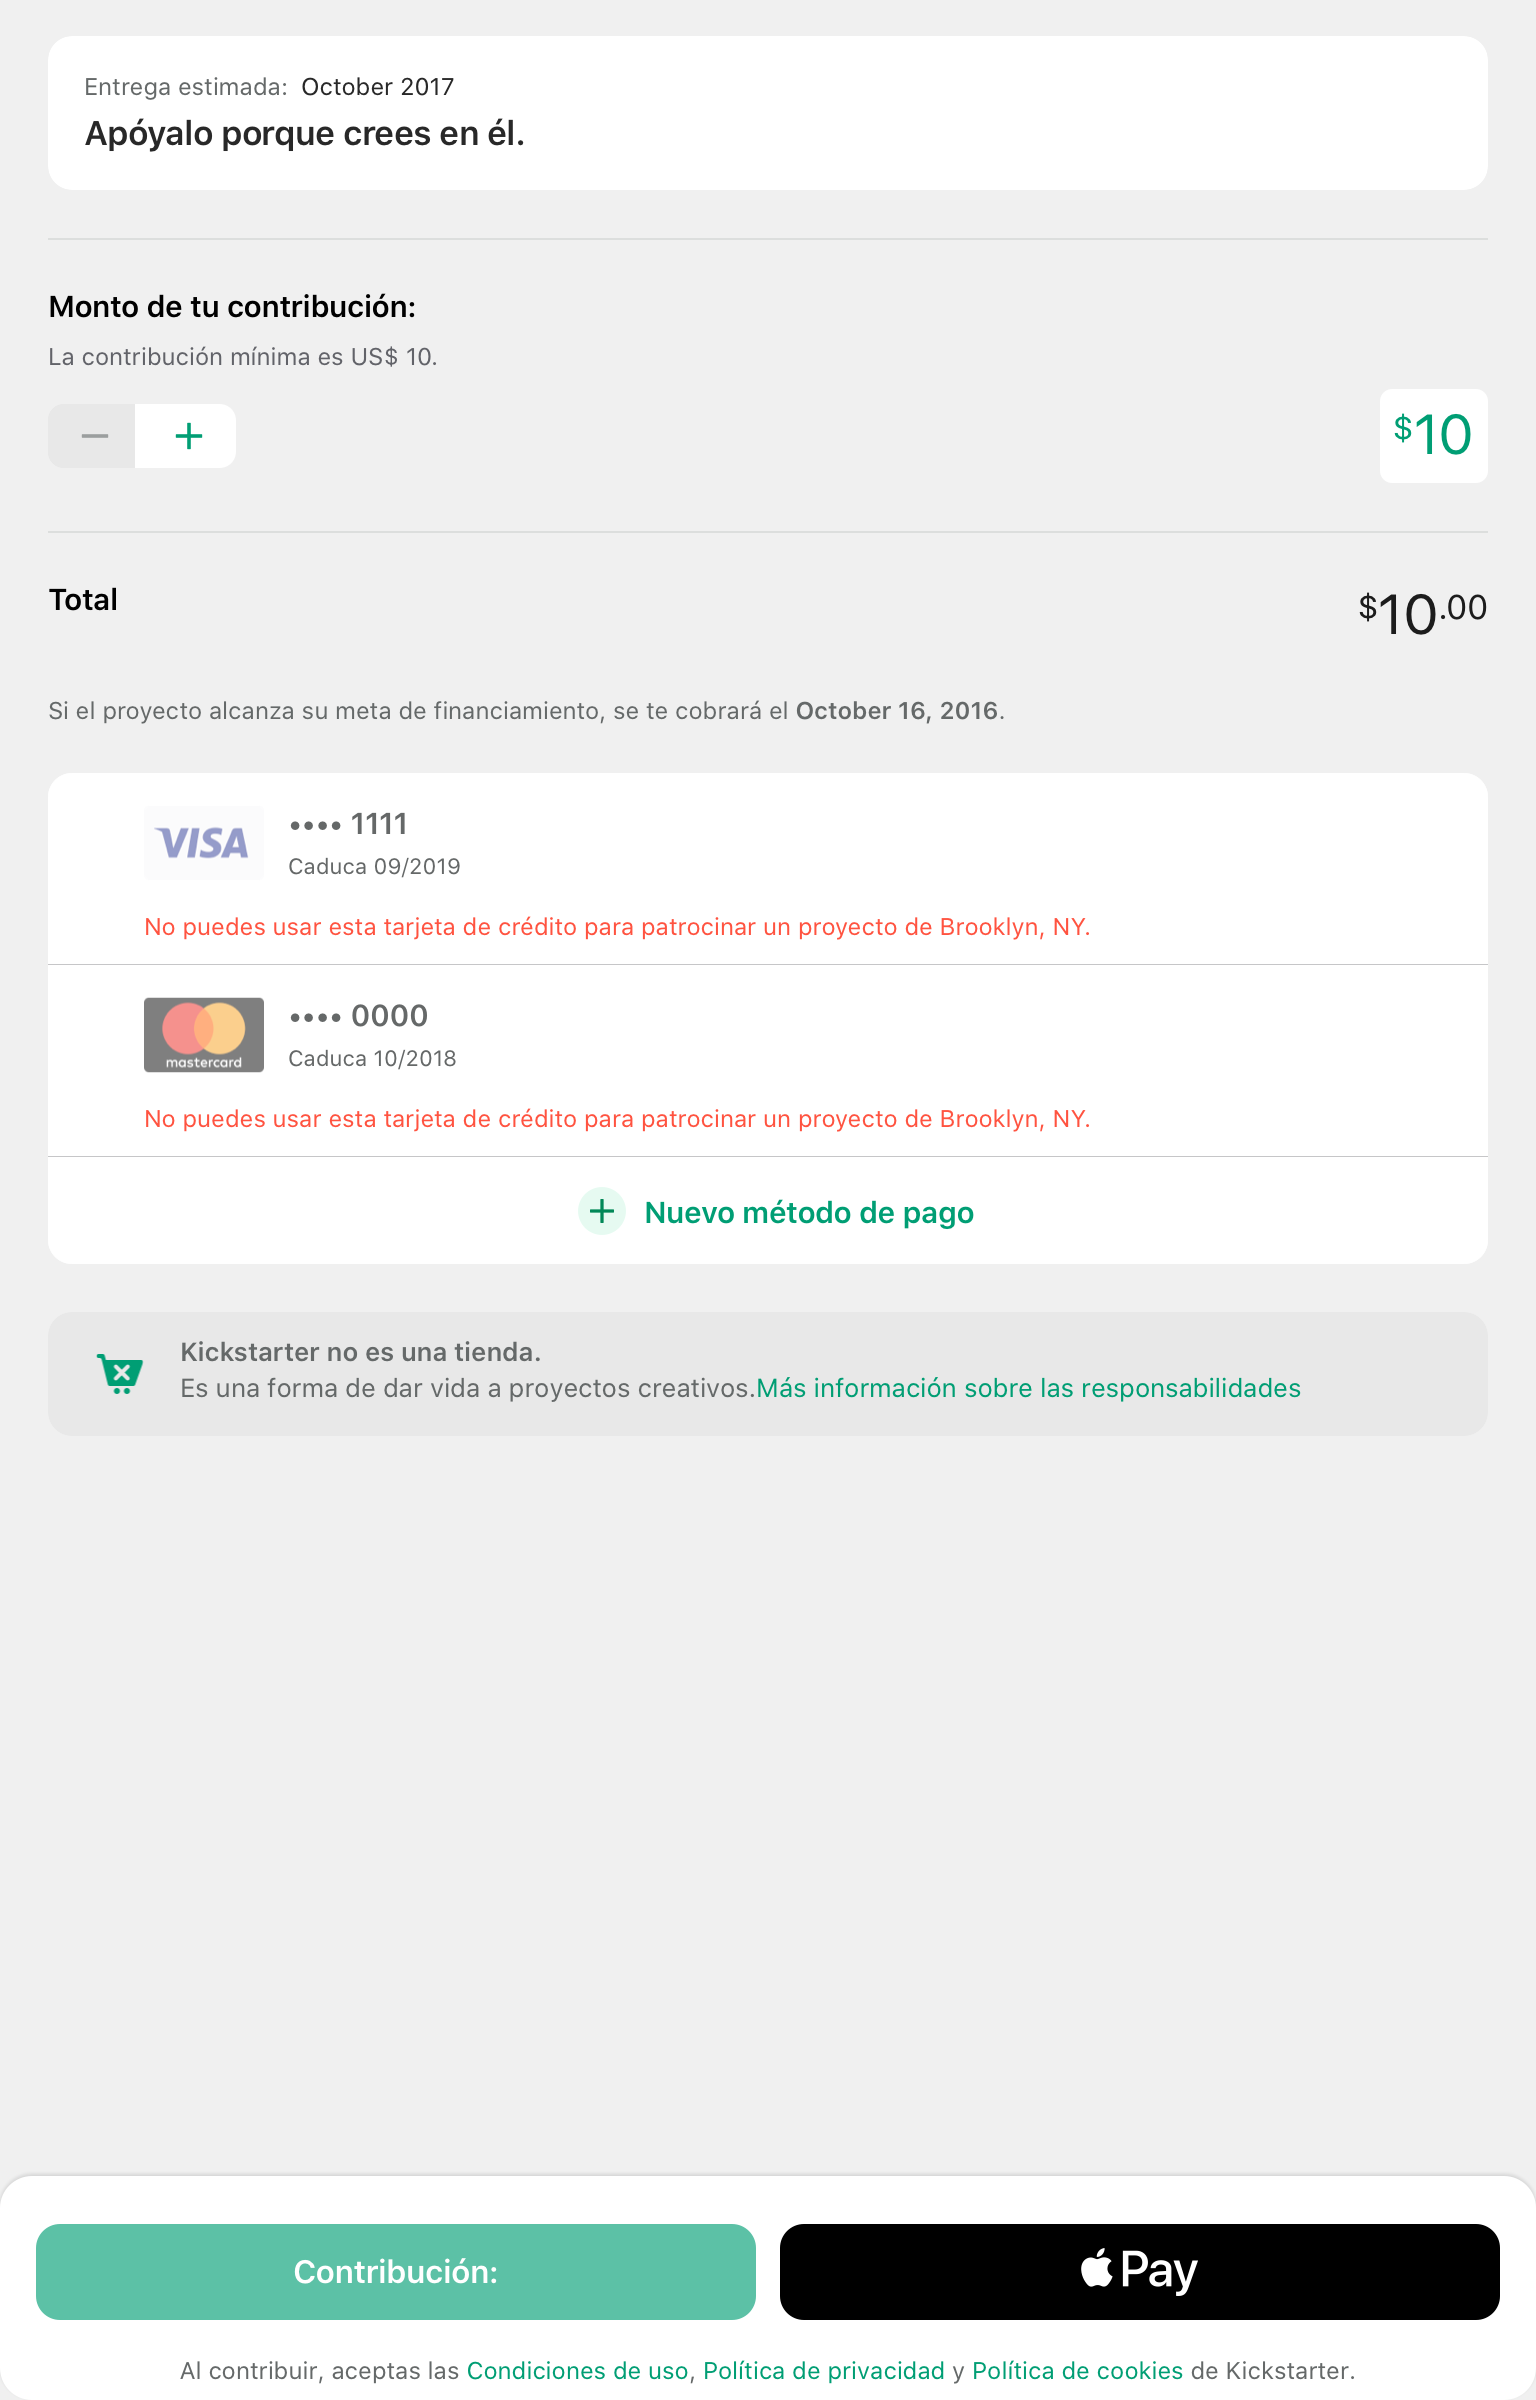 Entrega estimada: October 2017
Apóyalo porque crees en él.
Monto de tu contribución:
La contribución mínima es US$ 10.
$10
Total
$10.00
Si el proyecto alcanza su meta de financiamiento, se te cobrará el October 16, 2016.
VISA
•••• 1111
Caduca 09/2019
No puedes usar esta tarjeta de crédito para patrocinar un proyecto de Brooklyn, NY.
mastercard
•••• 0000
Caduca 10/2018
No puedes usar esta tarjeta de crédito para patrocinar un proyecto de Brooklyn, NY.
Nuevo método de pago
Kickstarter no es una tienda.
Es una forma de dar vida a proyectos creativos.Más información sobre las responsabilidades
Contribución:
Pay
Al contribuir, aceptas las Condiciones de uso, Política de privacidad y Política de cookies de Kickstarter.